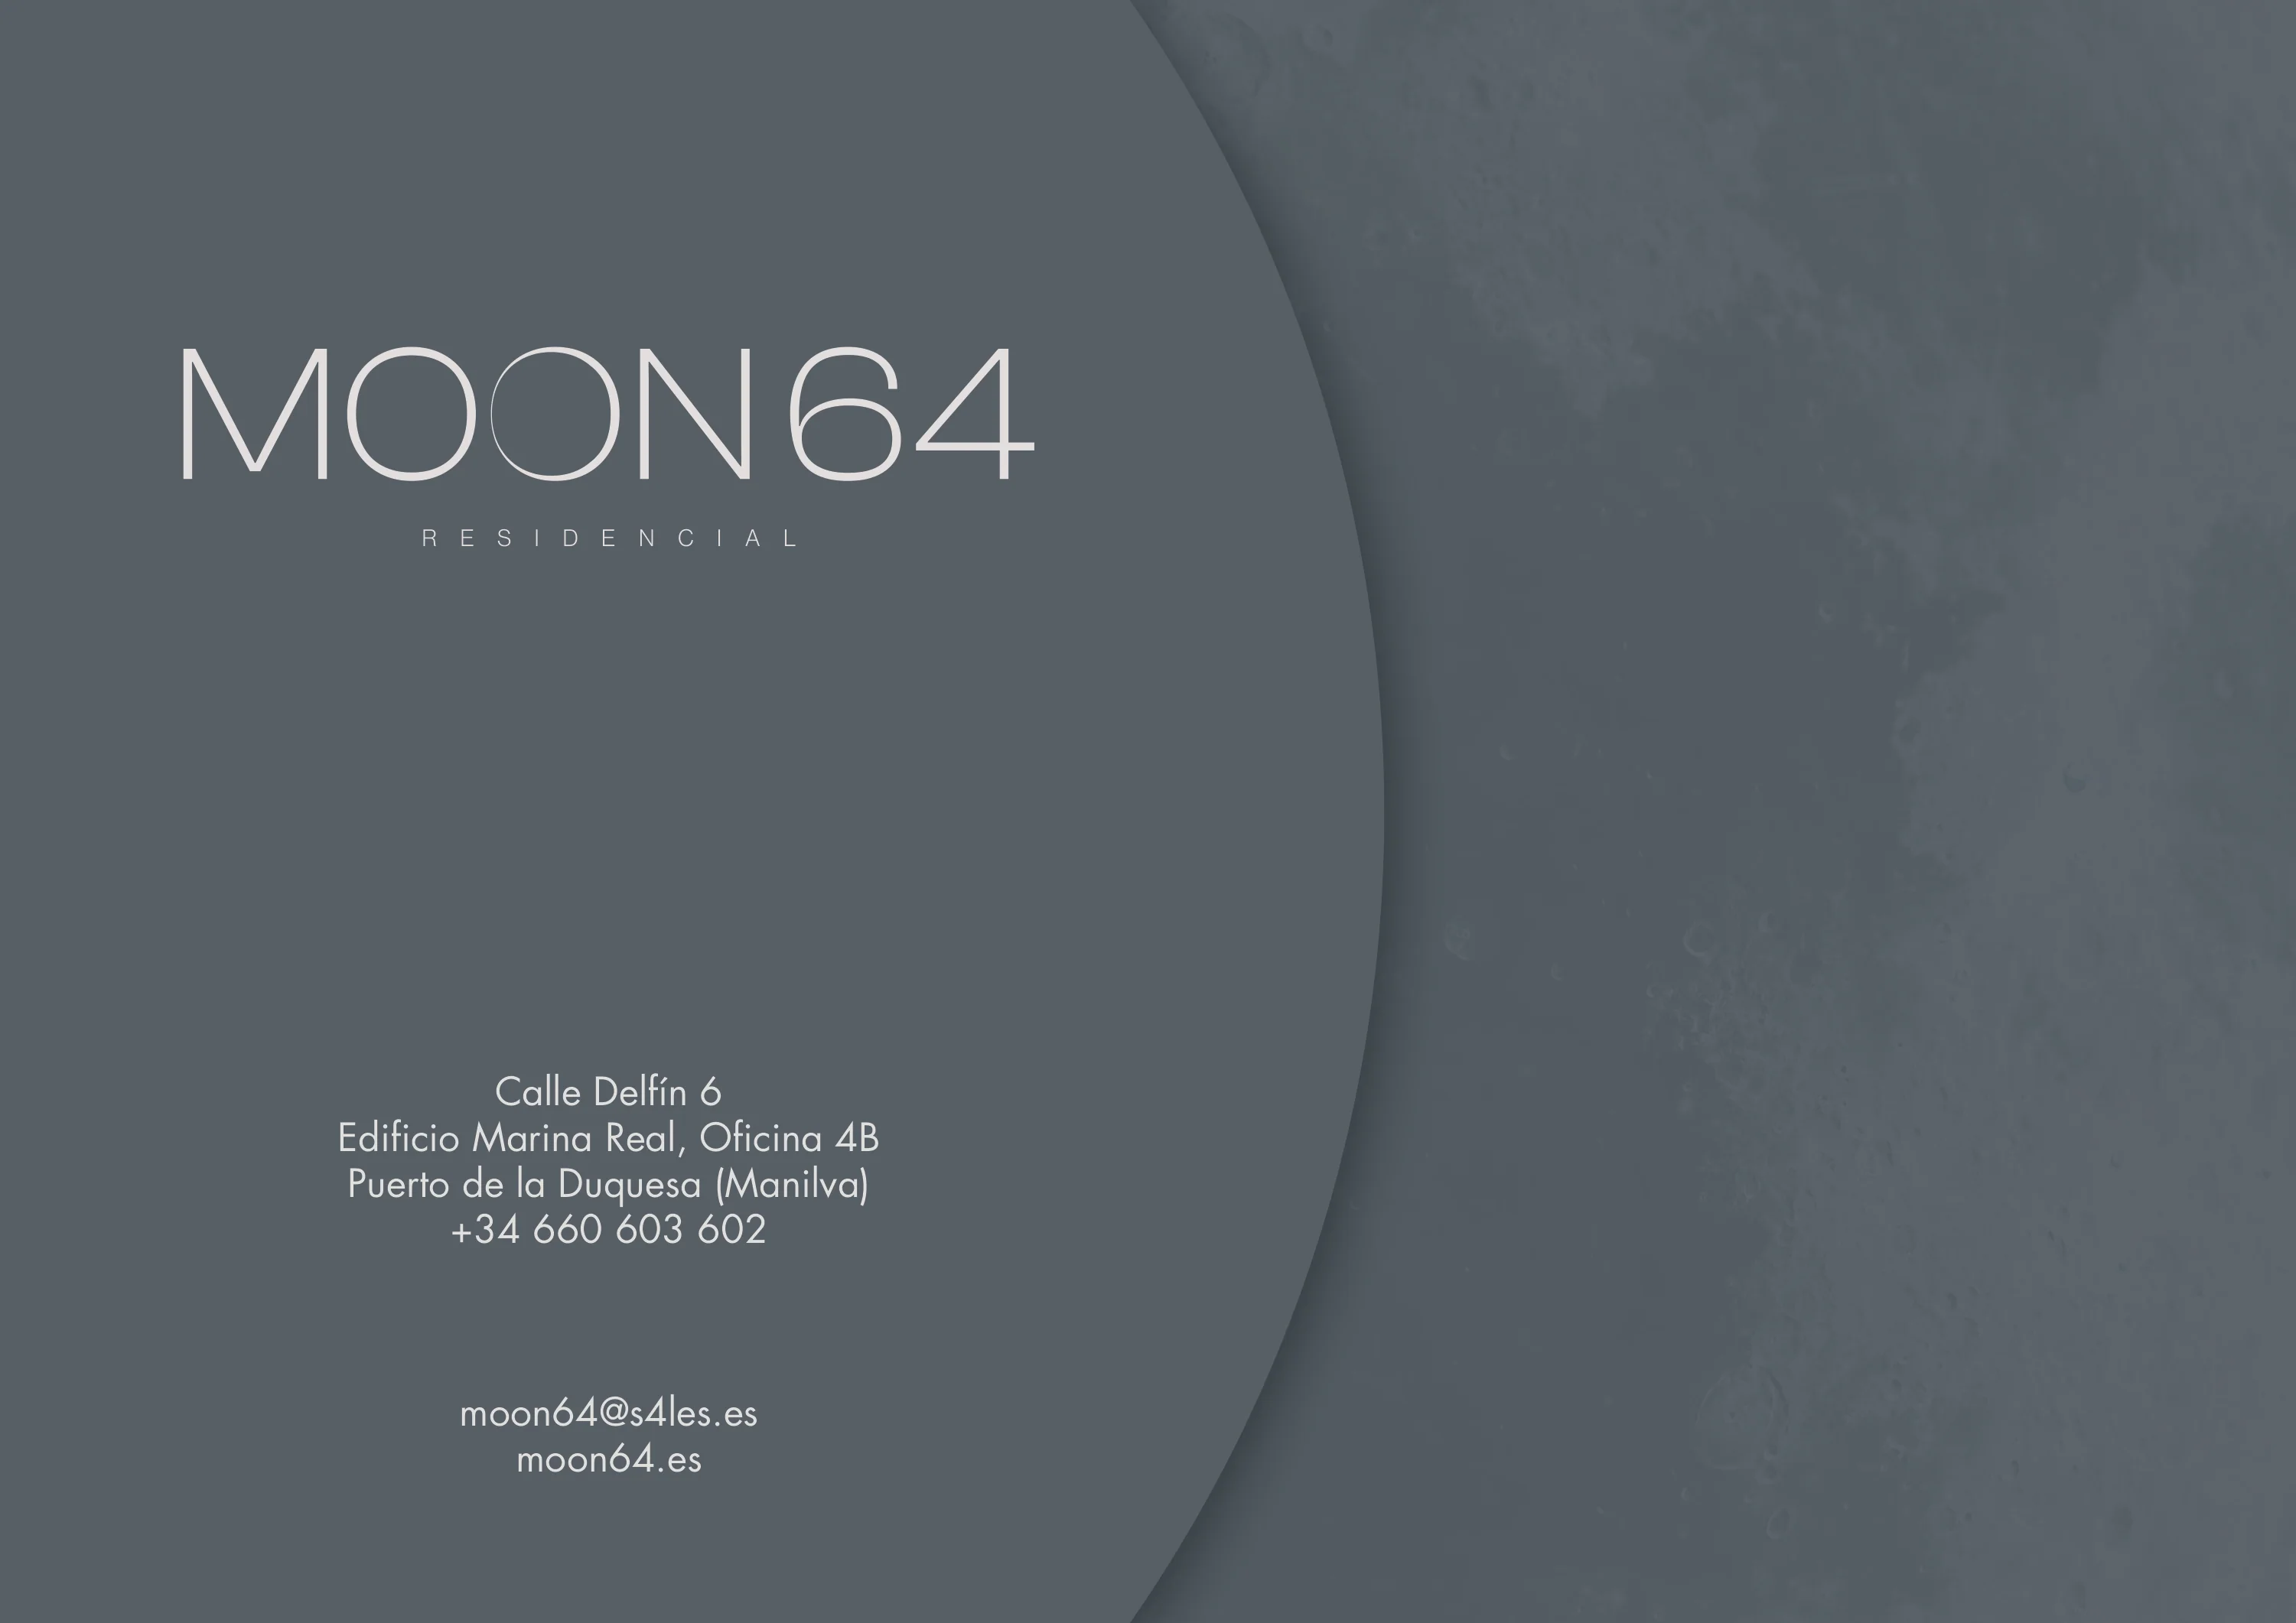 MOON64
RESIDENCIAL
Calle Delfín 6
Edificio Marina Real, Oficina 4B
Puerto de la Duquesa (Manilva)
+34 660 603 602
moon64@s4les.es
moon64.es